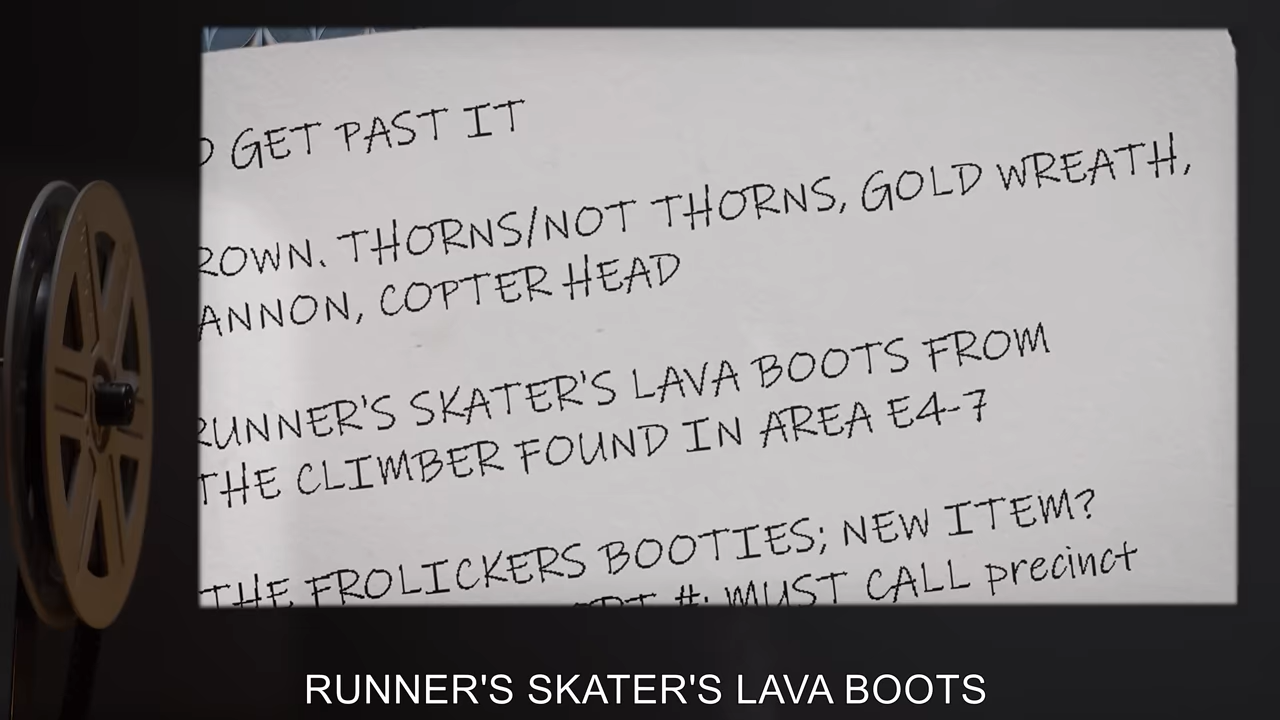 GET PAST IT
ROWN. THORNS/NOT THORNS, GOLD WREATH,
ANNON, COPTER HEAD
RUNNER'S SKATER'S LAVA BOOTS FROM
THE CLIMBER FOUND IN AREA E4-7
THE FROLICKERS BOOTIES; NEW ITEM?
#: MUST CALL precinct
RUNNER'S SKATER'S LAVA BOOTS